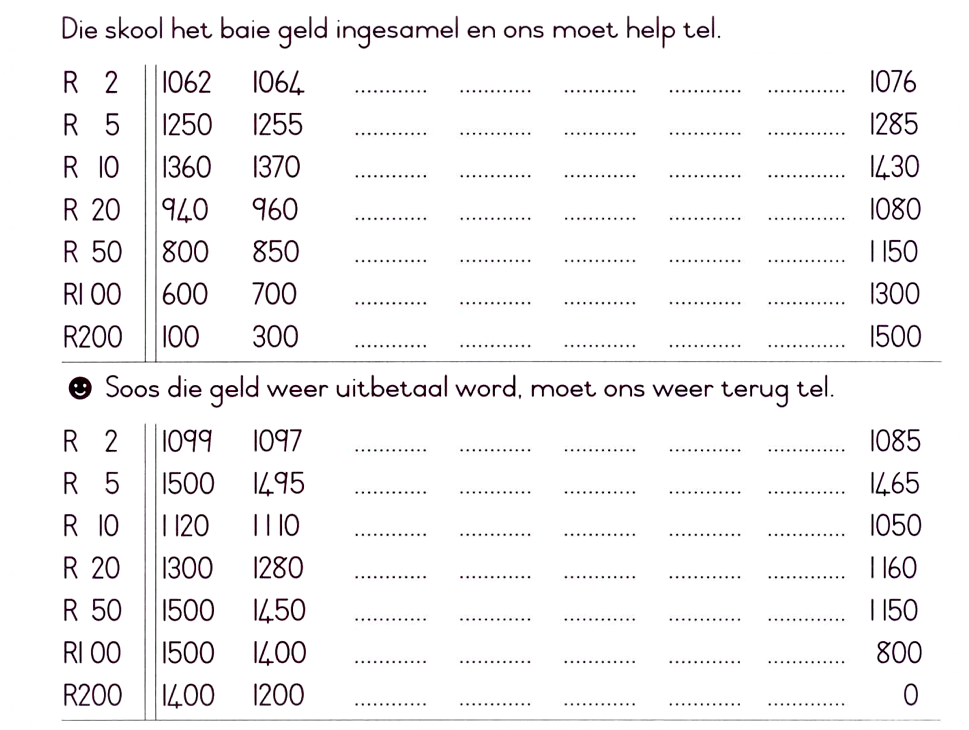 Die skool het baie geld ingesamel en ons moet help tel.
R 2 1062 1064 ............ ............ ............ ............ ............ 1076
R 5 1250 1255 ............ ............ ............ ............ ............ 1285
R 10 1360 1370 ............ ............ ............ ............ ............ 1430
R 20 940 960 ............ ............ ............ ............ ............ 1080
R 50 800 850 ............ ............ ............ ............ ............ 1150
R100 600 700 ............ ............ ............ ............ ............ 1300
R200 100 300 ............ ............ ............ ............ ............ 1500
☻ Soos die geld weer uitbetaal word, moet ons weer terug tel.
R 2 1099 1097 ............ ............ ............ ............ ............ 1085
R 5 1500 1495 ............ ............ ............ ............ ............ 1465
R 10 1120 1110 ............ ............ ............ ............ ............ 1050
R 20 1300 1280 ............ ............ ............ ............ ............ 1160
R 50 1500 1450 ............ ............ ............ ............ ............ 1150
R100 1500 1400 ............ ............ ............ ............ ............ 800
R200 1400 1200 ............ ............ ............ ............ ............ 0